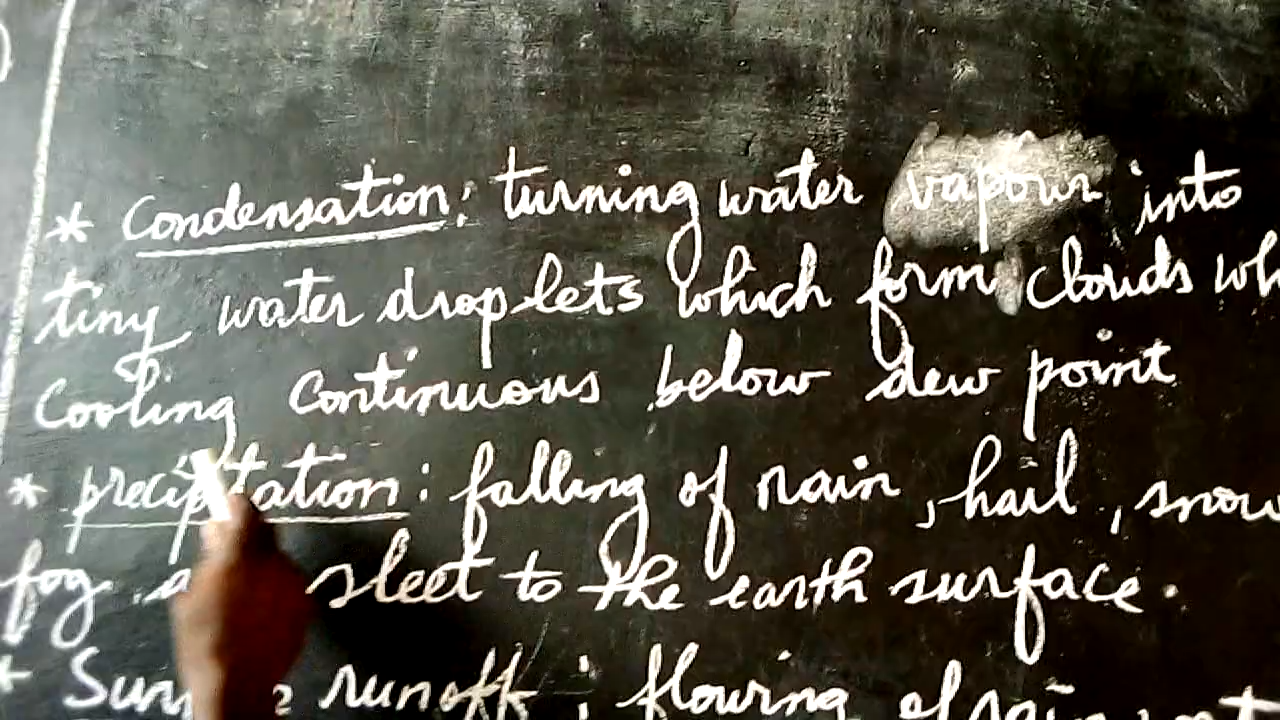 * Condensation: turning water vapour into
tiny water droplets which form clouds
Cooling continuous below dew point
* precipitation: falling of rain, hail, snow
fog, sleet to the earth surface.
* runoff: flowing of